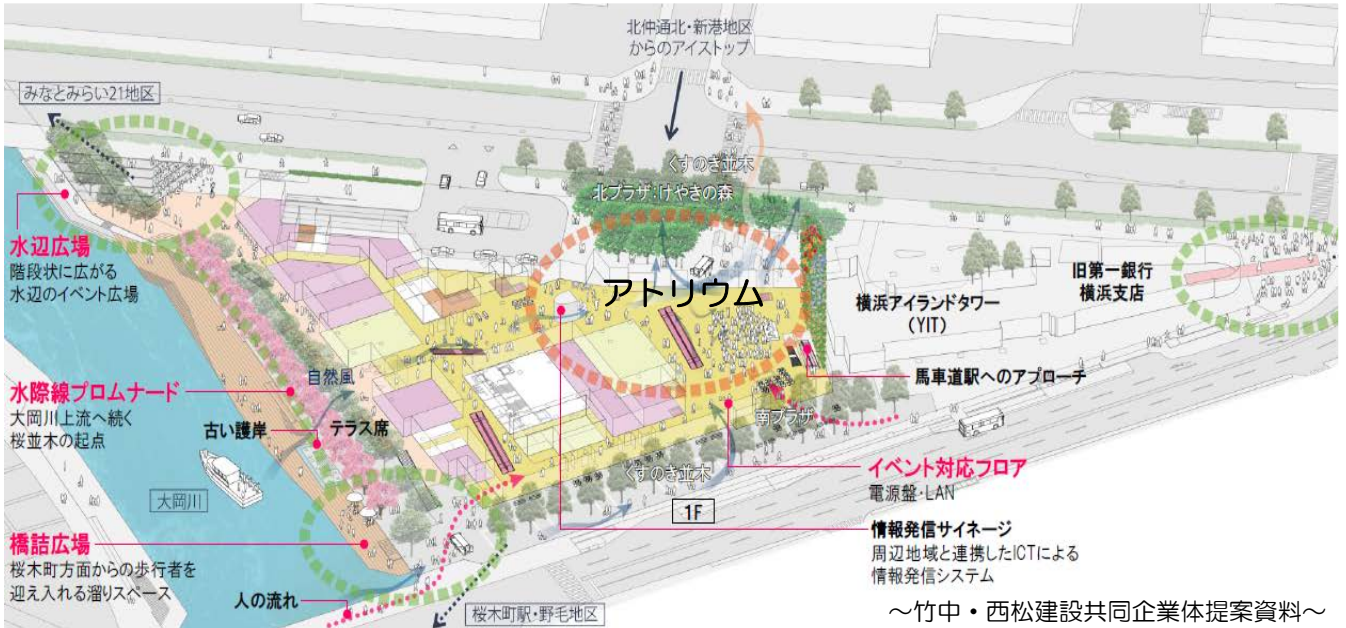 北仲通北・新港地区
からのアイストップ
みなとみらい21地区
くすのき並木
北プラザ:けやきの森
水辺広場
階段状に広がる
水辺のイベント広場
アトリウム
旧第一銀行
横浜支店
横浜アイランドタワー
(YIT)
自然風
馬車道駅へのアプローチ
水際線プロムナード
大岡川上流へ続く
桜並木の起点
古い護岸
テラス席
南プラザ
くすのき並木
イベント対応フロア
電源盤・LAN
大岡川
1F
情報発信サイネージ
周辺地域と連携したICTによる
情報発信システム
橋詰広場
桜木町方面からの歩行者を
迎え入れる溜りスペース
人の流れ
桜木町駅・野毛地区
～竹中・西松建設共同企業体提案資料～